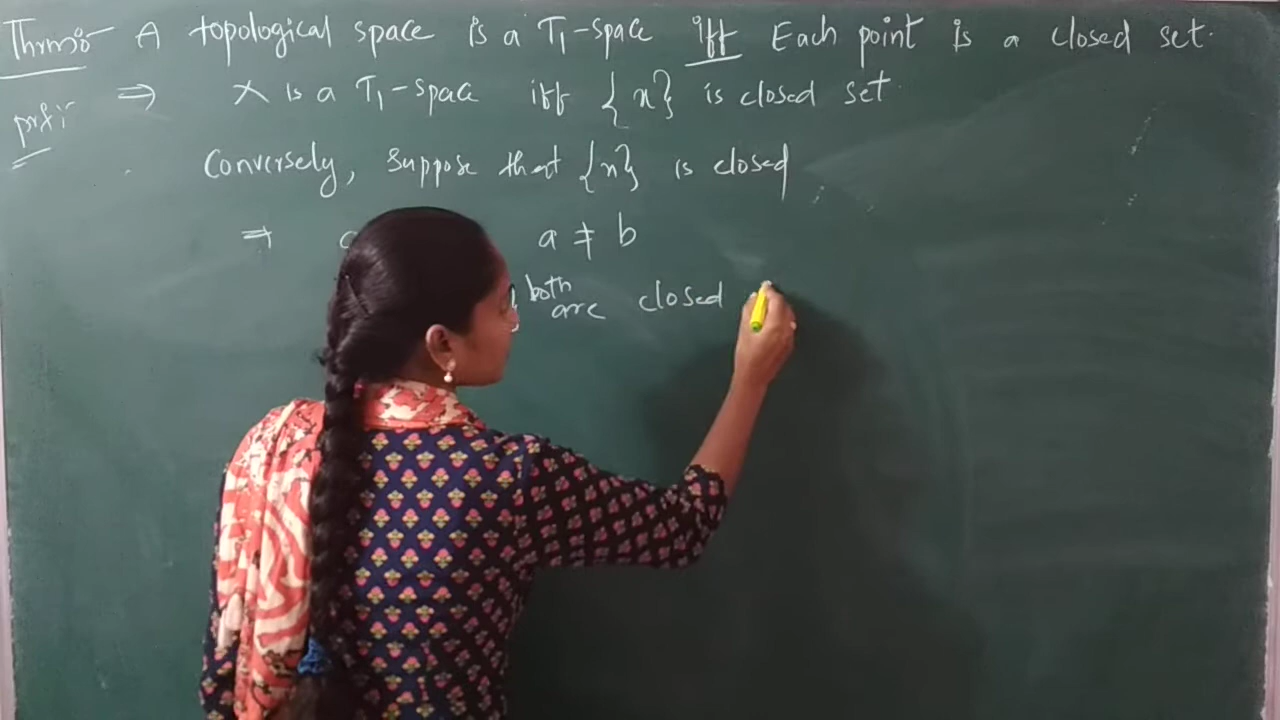 Thrm:- A topological space is a T1-space iff Each point is a closed set.
prf:- ⇒ X is a T1-space iff {x} is closed set.
Conversely, Suppose that {x} is closed
⇒ a ≠ b
} both are closed